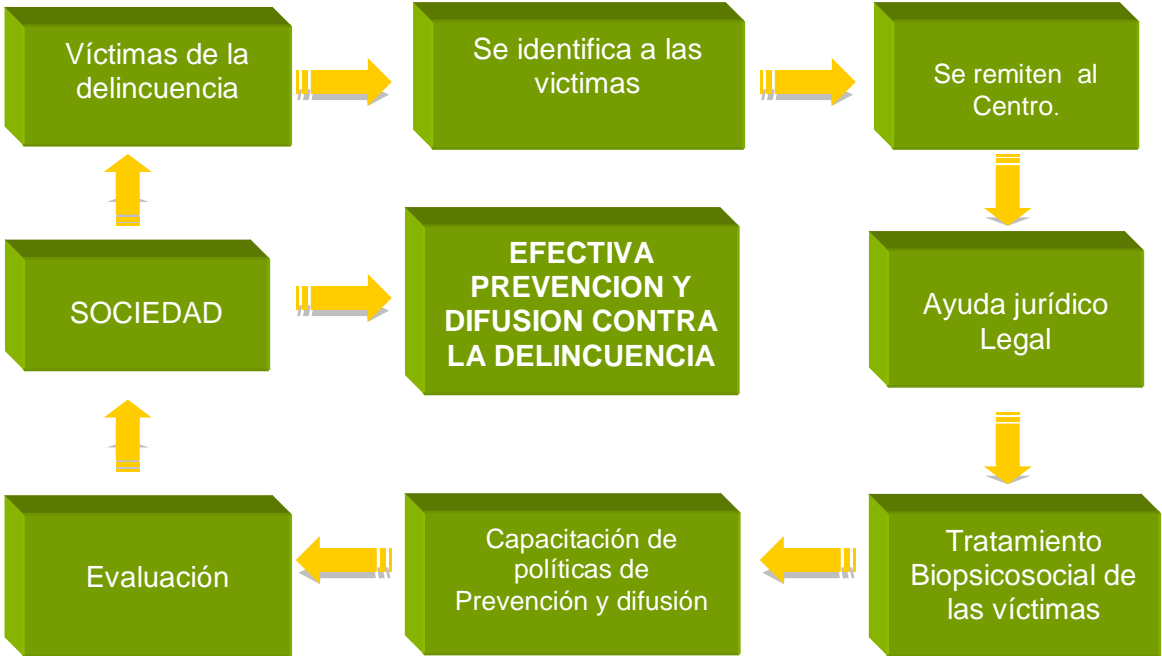 Víctimas de la
delincuencia
Se identifica a las
victimas
Se remiten al
Centro.
SOCIEDAD
EFECTIVA
PREVENCION Y
DIFUSION CONTRA
LA DELINCUENCIA
Ayuda jurídico
Legal
Evaluación
Capacitación de
políticas de
Prevención y difusión
Tratamiento
Biopsicosocial de
las víctimas